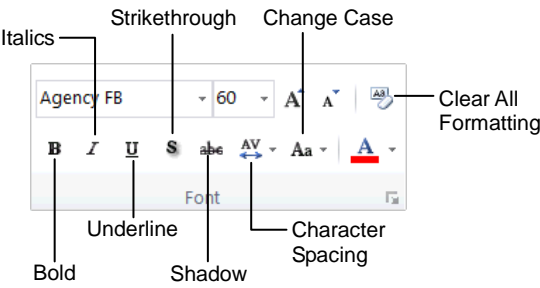 Strikethrough Change Case
Italics
Agency FB 60 A A Aa
Clear All
Formatting
B I U S abc AV Aa A
Font
Underline
Character
Spacing
Bold
Shadow